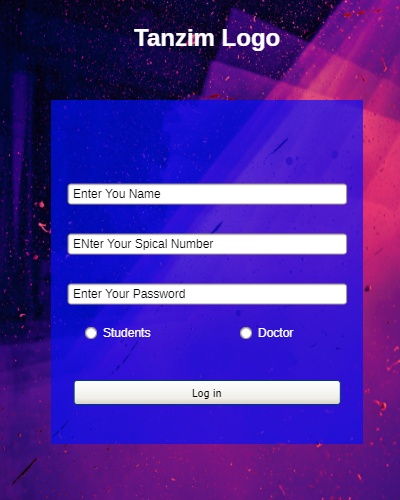 Tanzim Logo
Enter You Name
ENter Your Spical Number
Enter Your Password
Students Doctor
Log in